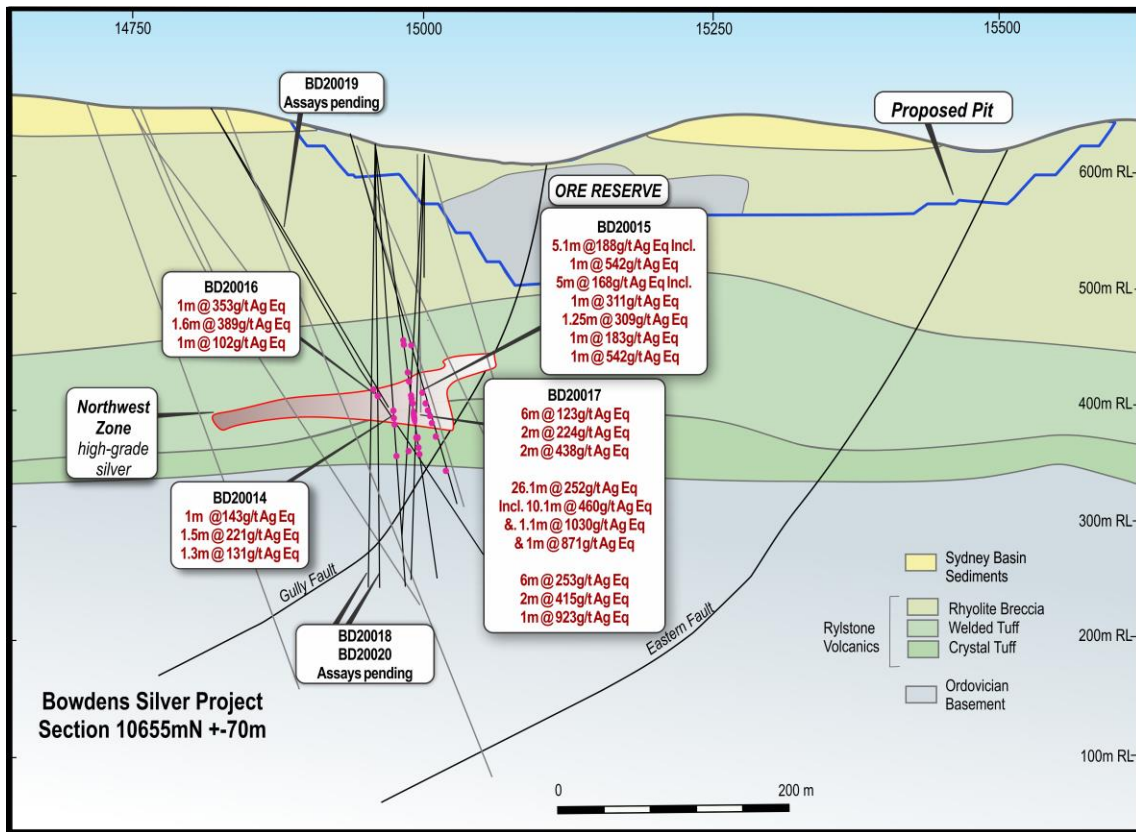 14750
15000
15250
15500
BD20019
Assays pending
Proposed Pit
600m RL
ORE RESERVE
BD20015
5.1m @188g/t Ag Eq Incl.
1m @542g/t Ag Eq
5m @168g/t Ag Eq Incl.
1m @311g/t Ag Eq
1.25m @309g/t Ag Eq
1m @183g/t Ag Eq
1m @542g/t Ag Eq
BD20016
1m @353g/t Ag Eq
1.6m @389g/t Ag Eq
1m @102g/t Ag Eq
500m RL
Northwest
Zone
high-grade
silver
BD20017
6m @123g/t Ag Eq
2m @224g/t Ag Eq
2m @438g/t Ag Eq
26.1m @252g/t Ag Eq
Incl. 10.1m @460g/t Ag Eq
&. 1.1m @1030g/t Ag Eq
& 1m @871g/t Ag Eq
6m @253g/t Ag Eq
2m @415g/t Ag Eq
1m @923g/t Ag Eq
400m RL
BD20014
1m @143g/t Ag Eq
1.5m @221g/t Ag Eq
1.3m @131g/t Ag Eq
300m RL
Gully Fault
Eastern Fault
BD20018
BD20020
Assays pending
Sydney Basin
Sediments
Rylstone
Volcanics
Rhyolite Breccia
Welded Tuff
Crystal Tuff
200m RL
Ordovician
Basement
Bowdens Silver Project
Section 10655mN +-70m
100m RL
0
200 m